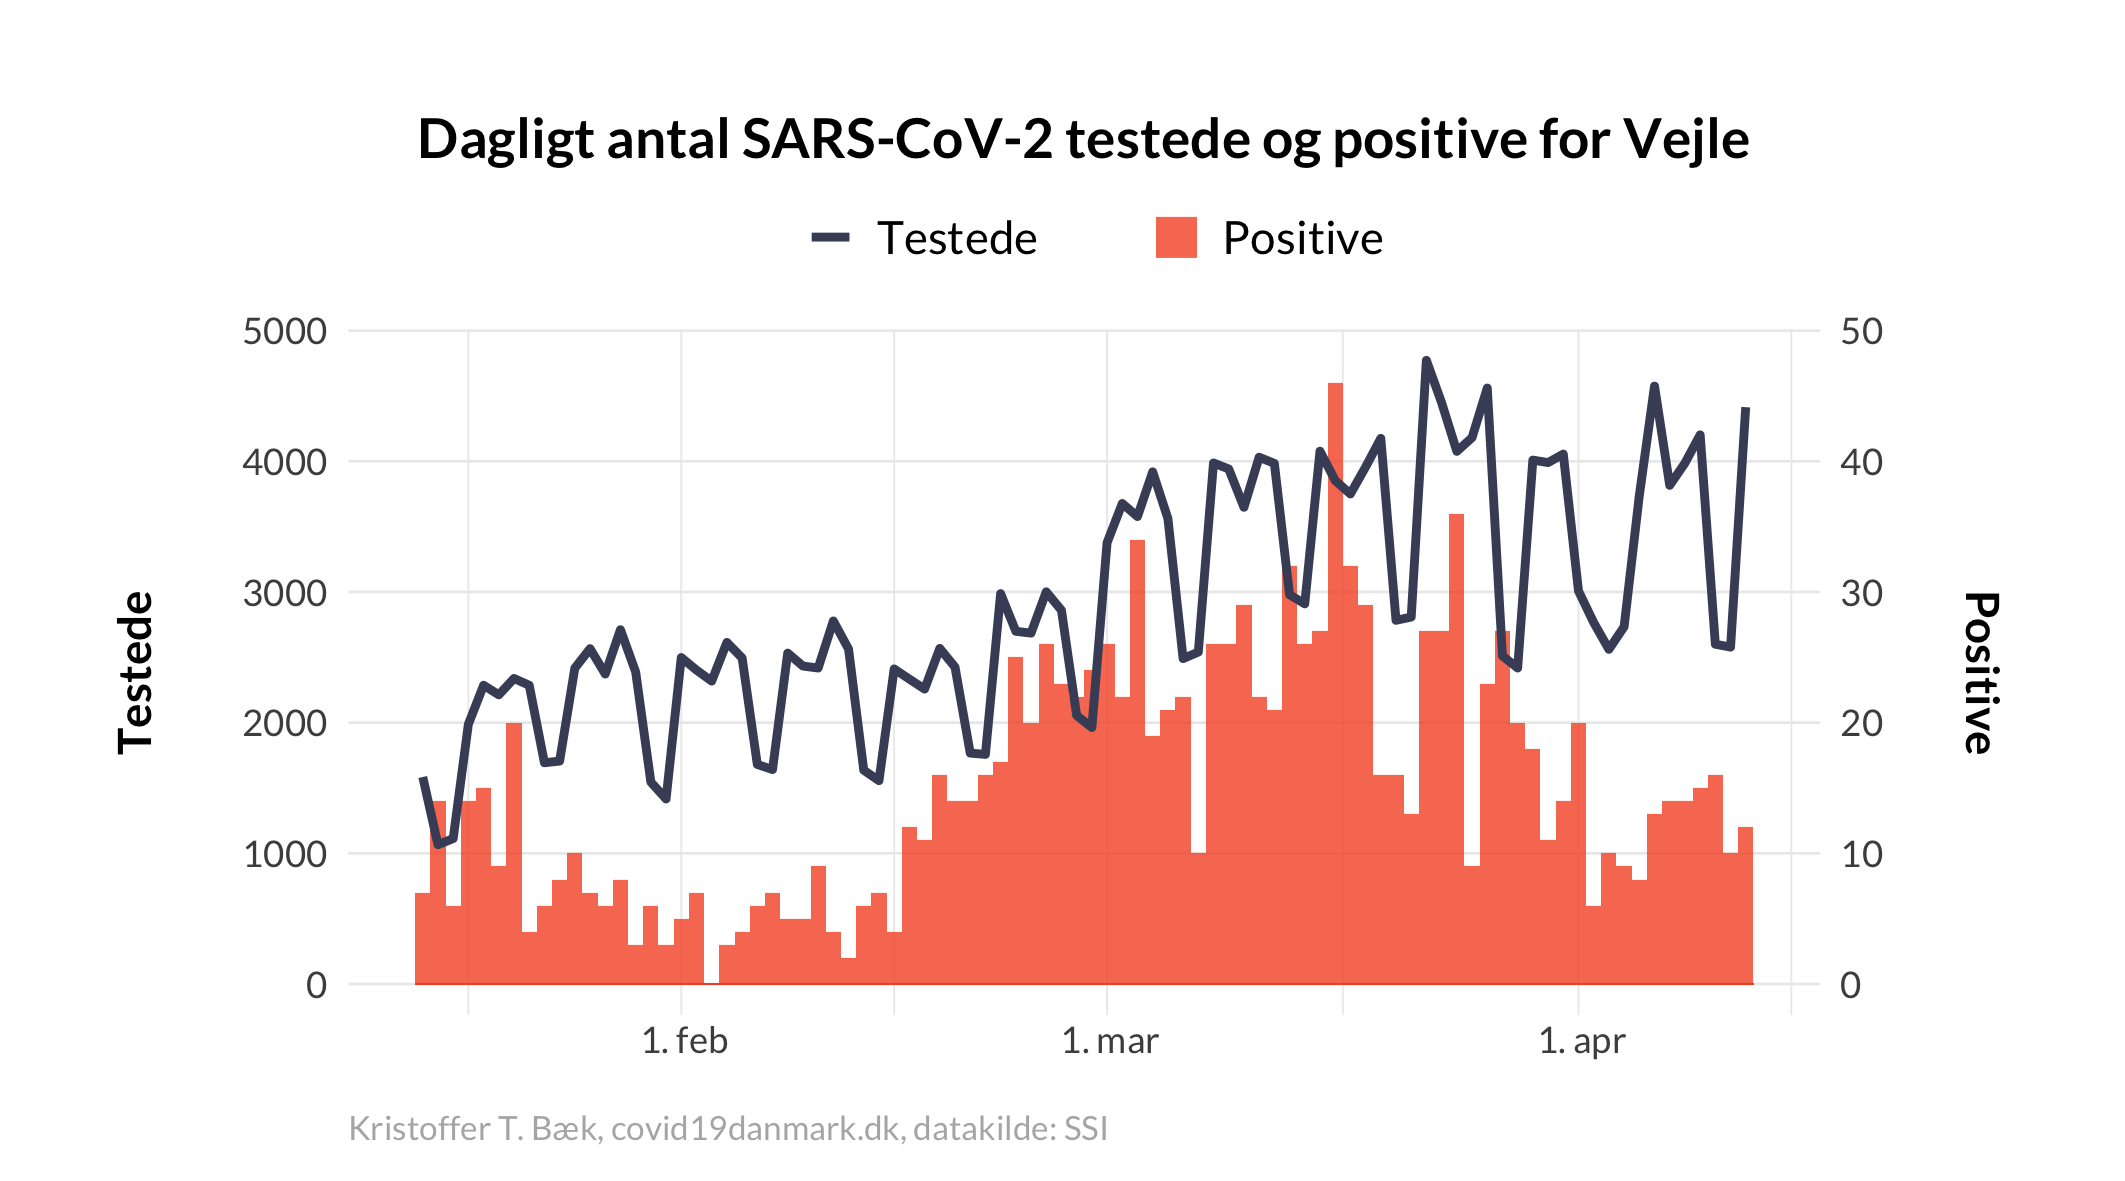 Dagligt antal SARS-CoV-2 testede og positive for Vejle
Testede Positive
5000 50
4000 40
3000 30
2000 20
1000 10
0 0
Testede
Positive
1. feb 1. mar 1. apr
Kristoffer T. Bæk, covid19danmark.dk, datakilde: SSI